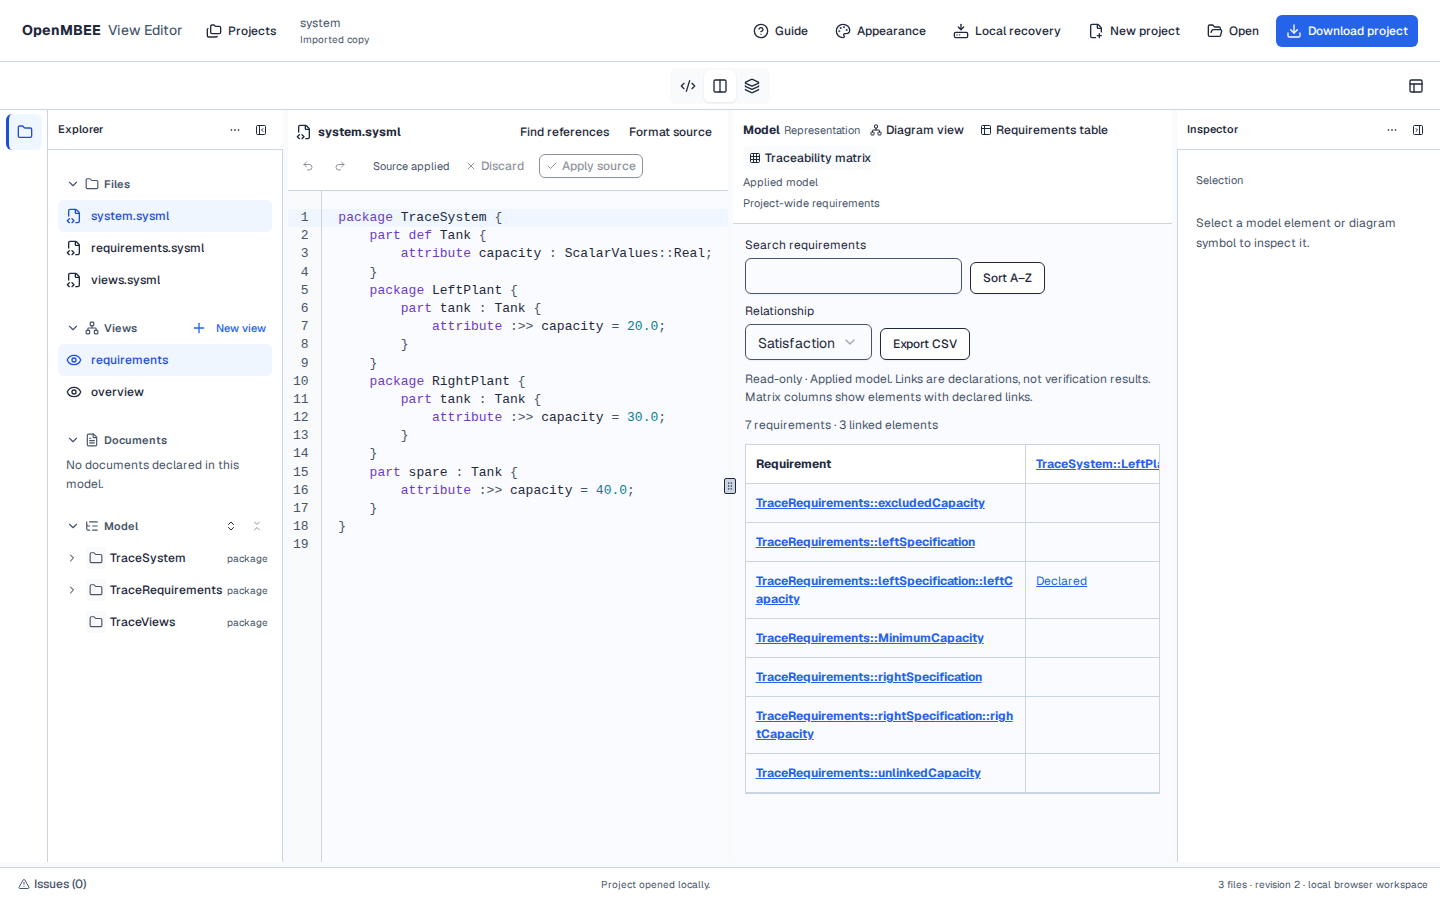 OpenMBEE View Editor
Projects
system
Imported copy
Guide
Appearance
Local recovery
New project
Open
Download project
Explorer
Files
system.sysml
requirements.sysml
views.sysml
Views
New view
requirements
overview
Documents
No documents declared in this
model.
Model
TraceSystem package
TraceRequirements package
TraceViews package
system.sysml
Find references
Format source
Source applied
Discard
Apply source
1 package TraceSystem {
2 part def Tank {
3 attribute capacity : ScalarValues::Real;
4 }
5 package LeftPlant {
6 part tank : Tank {
7 attribute :>> capacity = 20.0;
8 }
9 }
10 package RightPlant {
11 part tank : Tank {
12 attribute :>> capacity = 30.0;
13 }
14 }
15 part spare : Tank {
16 attribute :>> capacity = 40.0;
17 }
18 }
19
Model Representation
Diagram view
Requirements table
Traceability matrix
Applied model
Project-wide requirements
Search requirements
Sort A–Z
Relationship
Satisfaction
Export CSV
Read-only · Applied model. Links are declarations, not verification results.
Matrix columns show elements with declared links.
7 requirements · 3 linked elements
Requirement
TraceSystem::LeftPla
TraceRequirements::excludedCapacity
TraceRequirements::leftSpecification
TraceRequirements::leftSpecification::leftC
apacity
Declared
TraceRequirements::MinimumCapacity
TraceRequirements::rightSpecification
TraceRequirements::rightSpecification::righ
tCapacity
TraceRequirements::unlinkedCapacity
Inspector
Selection
Select a model element or diagram
symbol to inspect it.
Issues (0)
Project opened locally.
3 files · revision 2 · local browser workspace